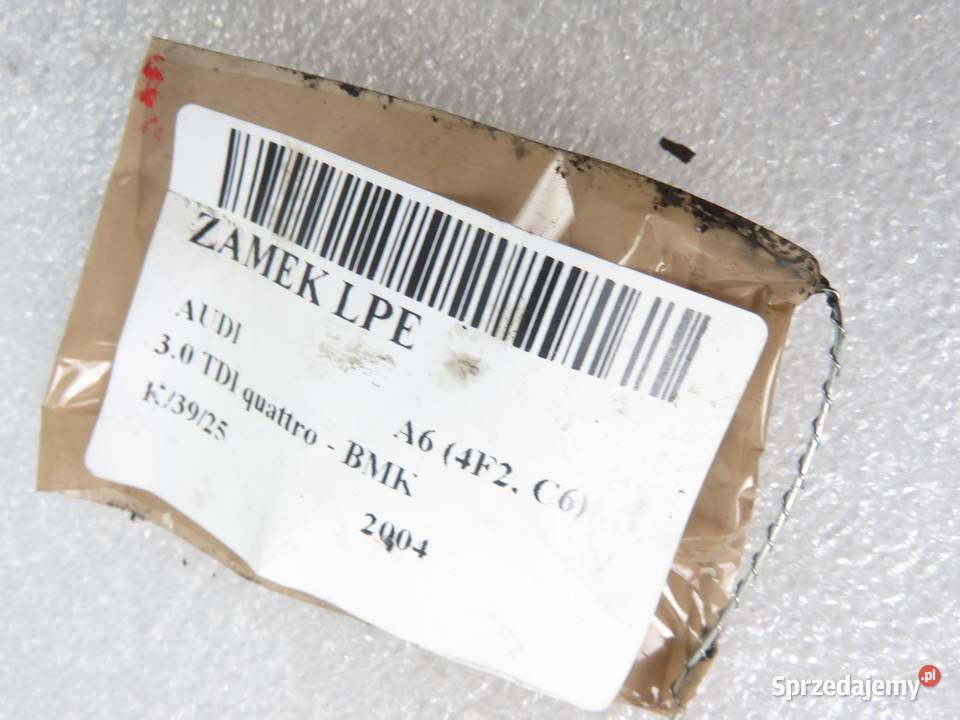 ZAMEK LPE
AUDI
A6 (4F2, C6)
3.0 TDI quattro - BMK
K/39/25
2004
Sprzedajemy.pl